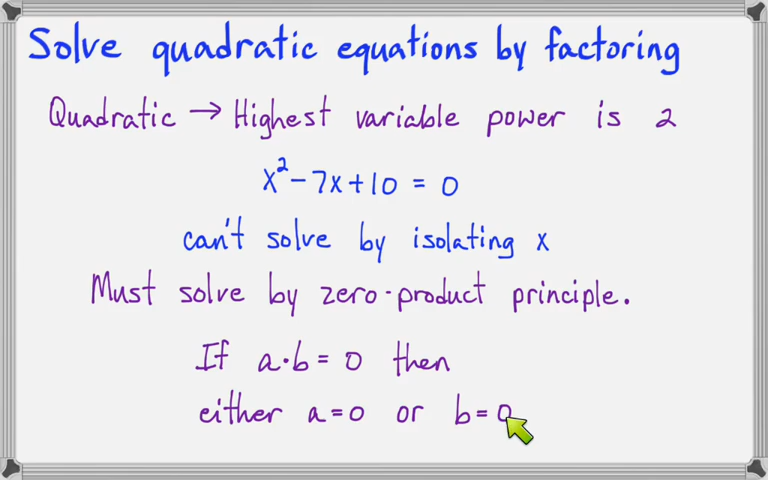 Solve quadratic equations by factoring
Quadratic → Highest variable power is 2
x² - 7x + 10 = 0
can't solve by isolating x
Must solve by zero-product principle.
If a·b = 0 then
either a = 0 or b = 0